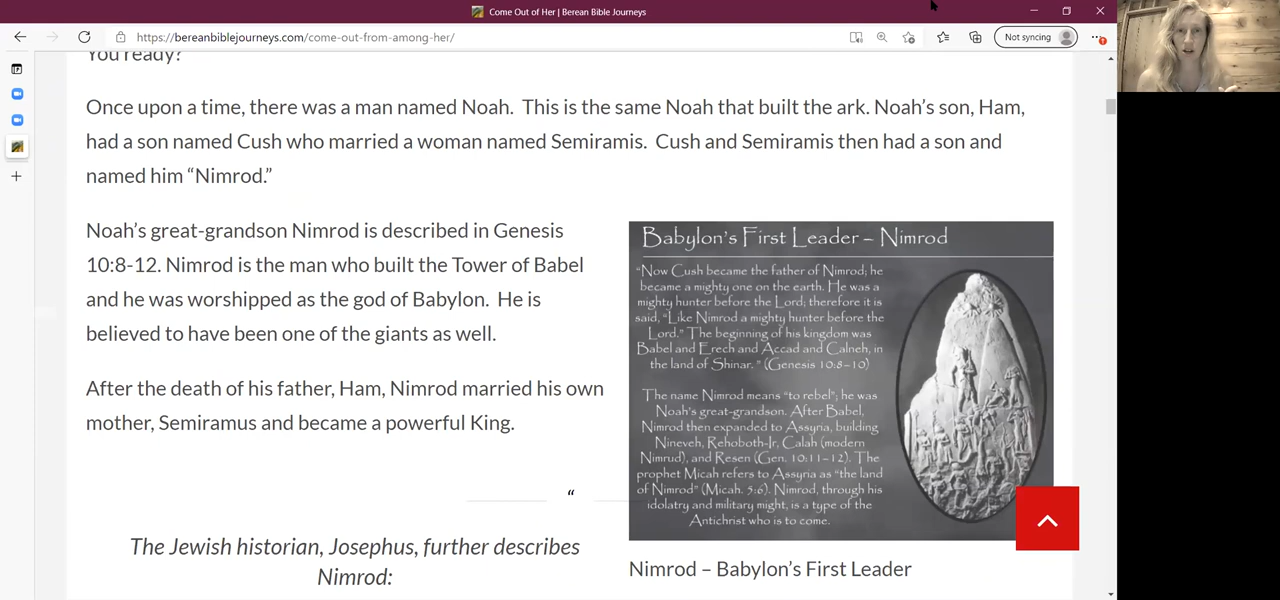 Come Out of Her | Berean Bible Journeys
https://bereanbiblejourneys.com/come-out-from-among-her/
Not syncing
You ready?
Once upon a time, there was a man named Noah. This is the same Noah that built the ark. Noah’s son, Ham,
had a son named Cush who married a woman named Semiramis. Cush and Semiramis then had a son and
named him “Nimrod.”
Noah’s great-grandson Nimrod is described in Genesis
10:8-12. Nimrod is the man who built the Tower of Babel
and he was worshipped as the god of Babylon. He is
believed to have been one of the giants as well.
After the death of his father, Ham, Nimrod married his own
mother, Semiramus and became a powerful King.
“
The Jewish historian, Josephus, further describes
Nimrod:
Babylon’s First Leader – Nimrod
“Now Cush became the father of Nimrod; he
became a mighty one on the earth. He was a
mighty hunter before the Lord; therefore it is
said, “Like Nimrod a mighty hunter before the
Lord.” The beginning of his kingdom was
Babel and Erech and Accad and Calneh, in
the land of Shinar. ” (Genesis 10:8–10)
The name Nimrod means “to rebel”; he was
Noah’s great-grandson. After Babel,
Nimrod then expanded to Assyria, building
Nineveh, Rehoboth-Ir, Calah (modern
Nimrud), and Resen (Gen. 10:11–12). The
prophet Micah refers to Assyria as “the land
of Nimrod” (Micah. 5:6). Nimrod, through his
idolatry and military might, is a type of the
Antichrist who is to come.
Nimrod – Babylon’s First Leader